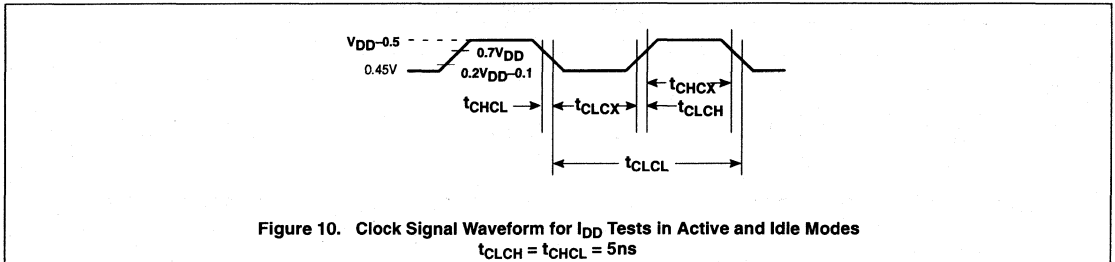 VDD–0.5
0.7VDD
0.45V
0.2VDD–0.1
tCHCX
tCHCL
tCLCX
tCLCH
tCLCL
Figure 10. Clock Signal Waveform for IDD Tests in Active and Idle Modes
tCLCH = tCHCL = 5ns